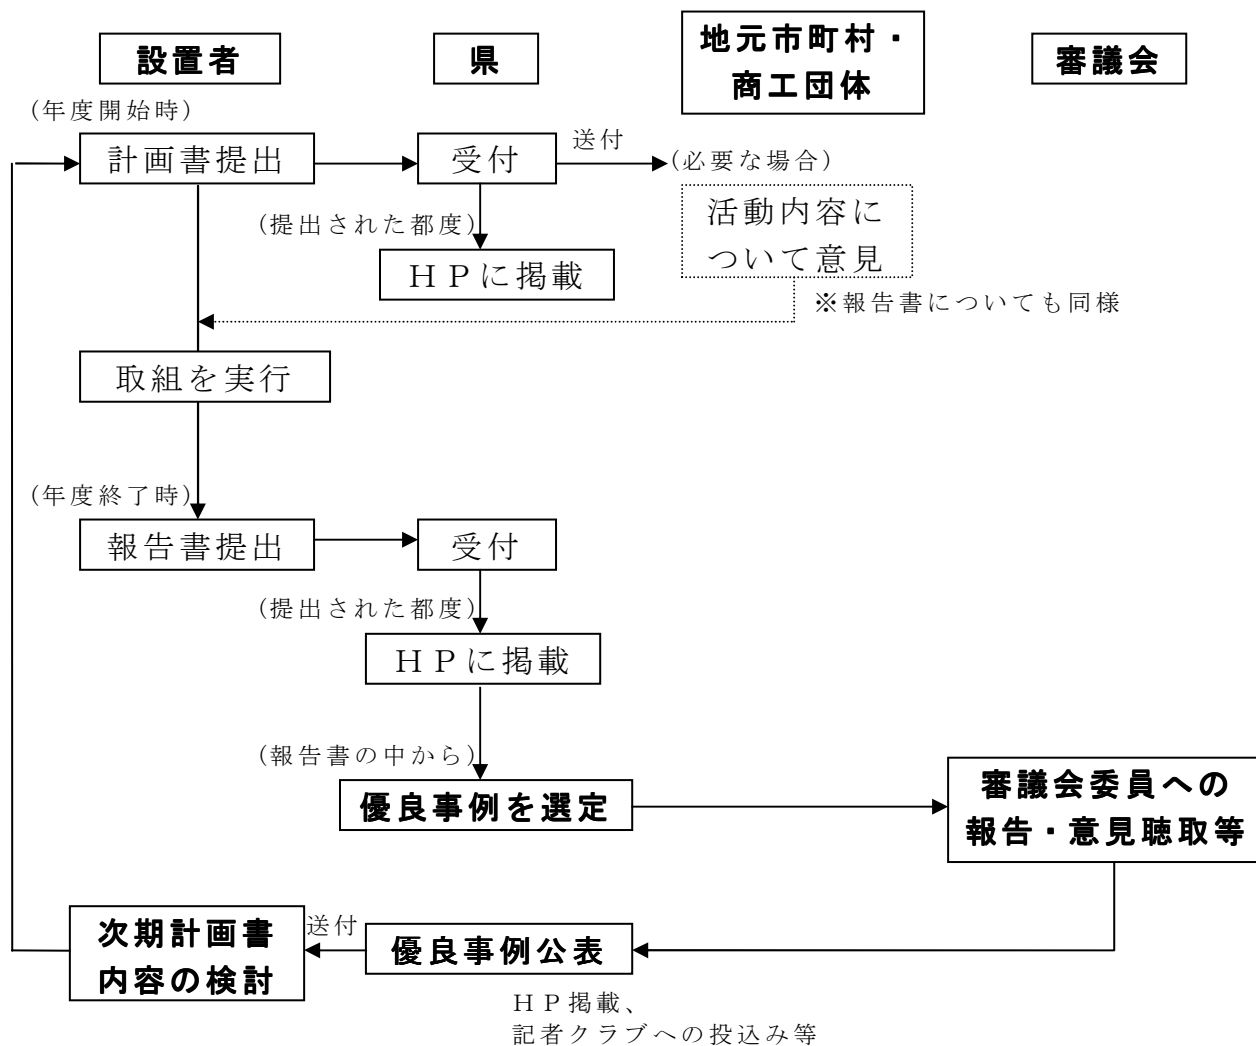 設置者
県
地元市町村・
商工団体
審議会
(年度開始時)
計画書提出
受付
送付
(必要な場合)
(提出された都度)
活動内容に
ついて意見
ＨＰに掲載
※報告書についても同様
取組を実行
(年度終了時)
報告書提出
受付
(提出された都度)
ＨＰに掲載
(報告書の中から)
優良事例を選定
審議会委員への
報告・意見聴取等
次期計画書
内容の検討
送付
優良事例公表
ＨＰ掲載、
記者クラブへの投込み等